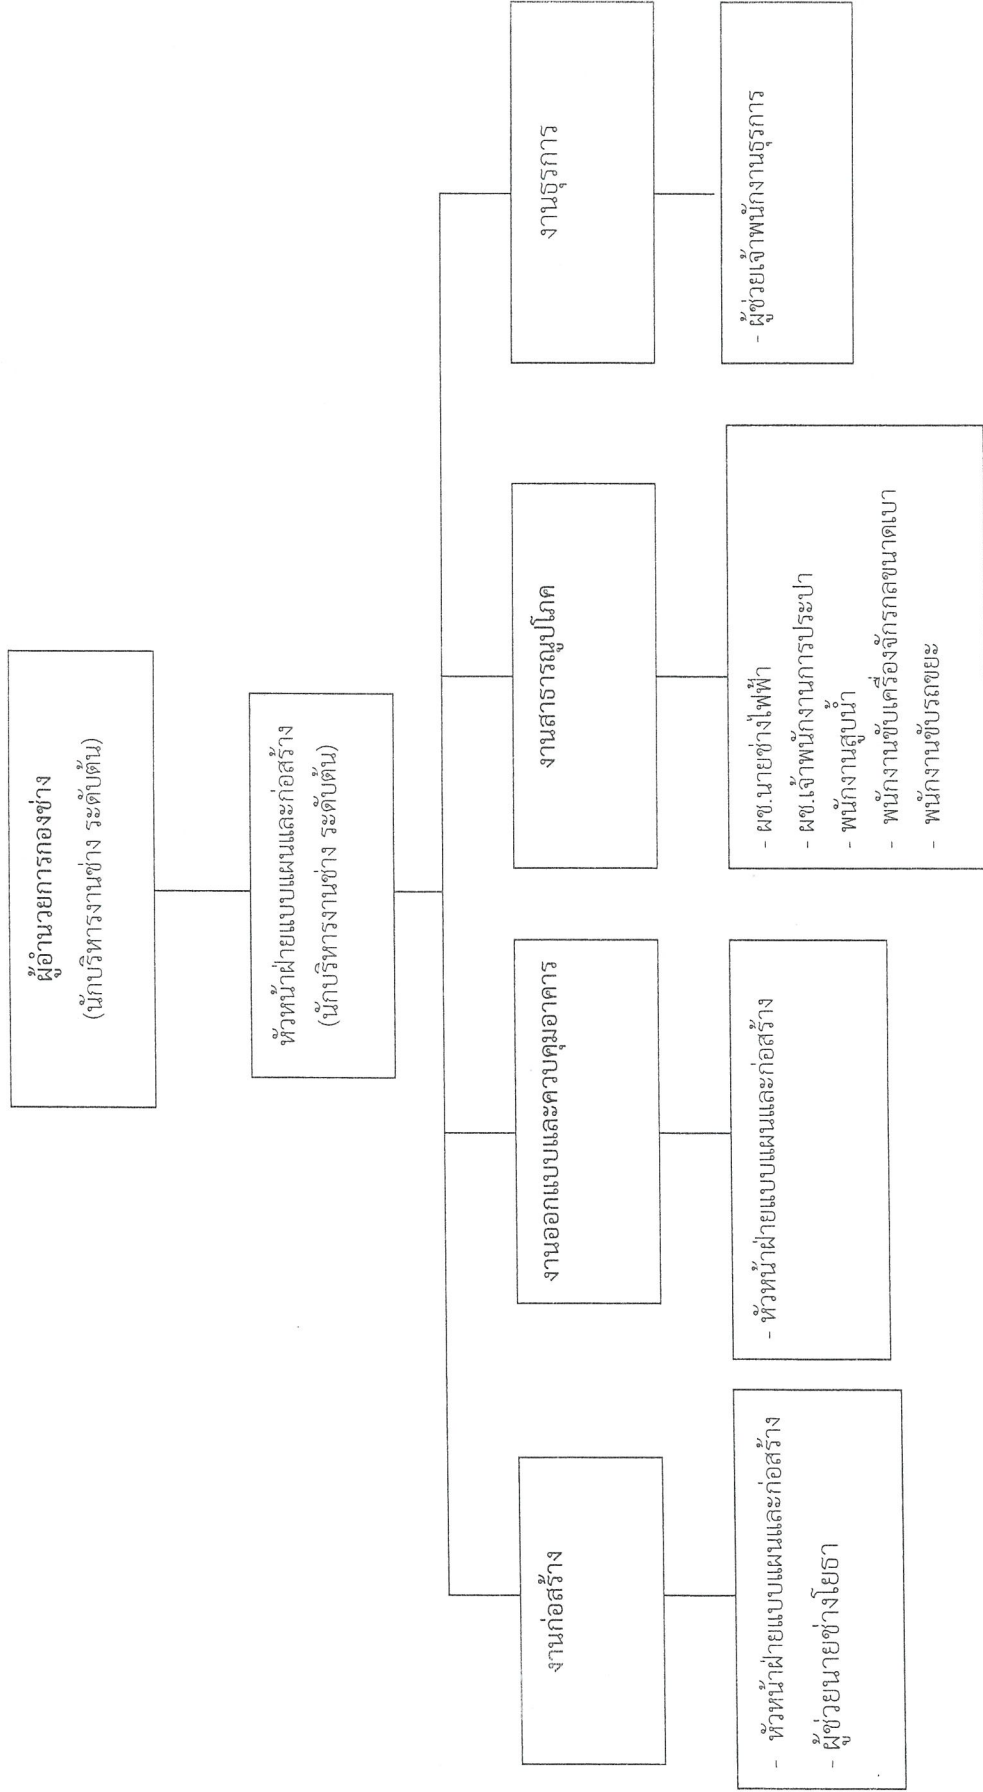 ผู้อำนวยการกองช่าง
(นักบริหารงานช่าง ระดับต้น)
หัวหน้าฝ่ายแบบแผนและก่อสร้าง
(นักบริหารงานช่าง ระดับต้น)
งานก่อสร้าง
งานออกแบบและควบคุมอาคาร
งานสาธารณูปโภค
งานธุรการ
- หัวหน้าฝ่ายแบบแผนและก่อสร้าง
- ผู้ช่วยนายช่างโยธา
- หัวหน้าฝ่ายแบบแผนและก่อสร้าง
- ผช.นายช่างไฟฟ้า
- ผช.เจ้าพนักงานการประปา
- พนักงานสูบน้ำ
- พนักงานขับเครื่องจักรกลขนาดเบา
- พนักงานขับรถขยะ
- ผู้ช่วยเจ้าพนักงานธุรการ